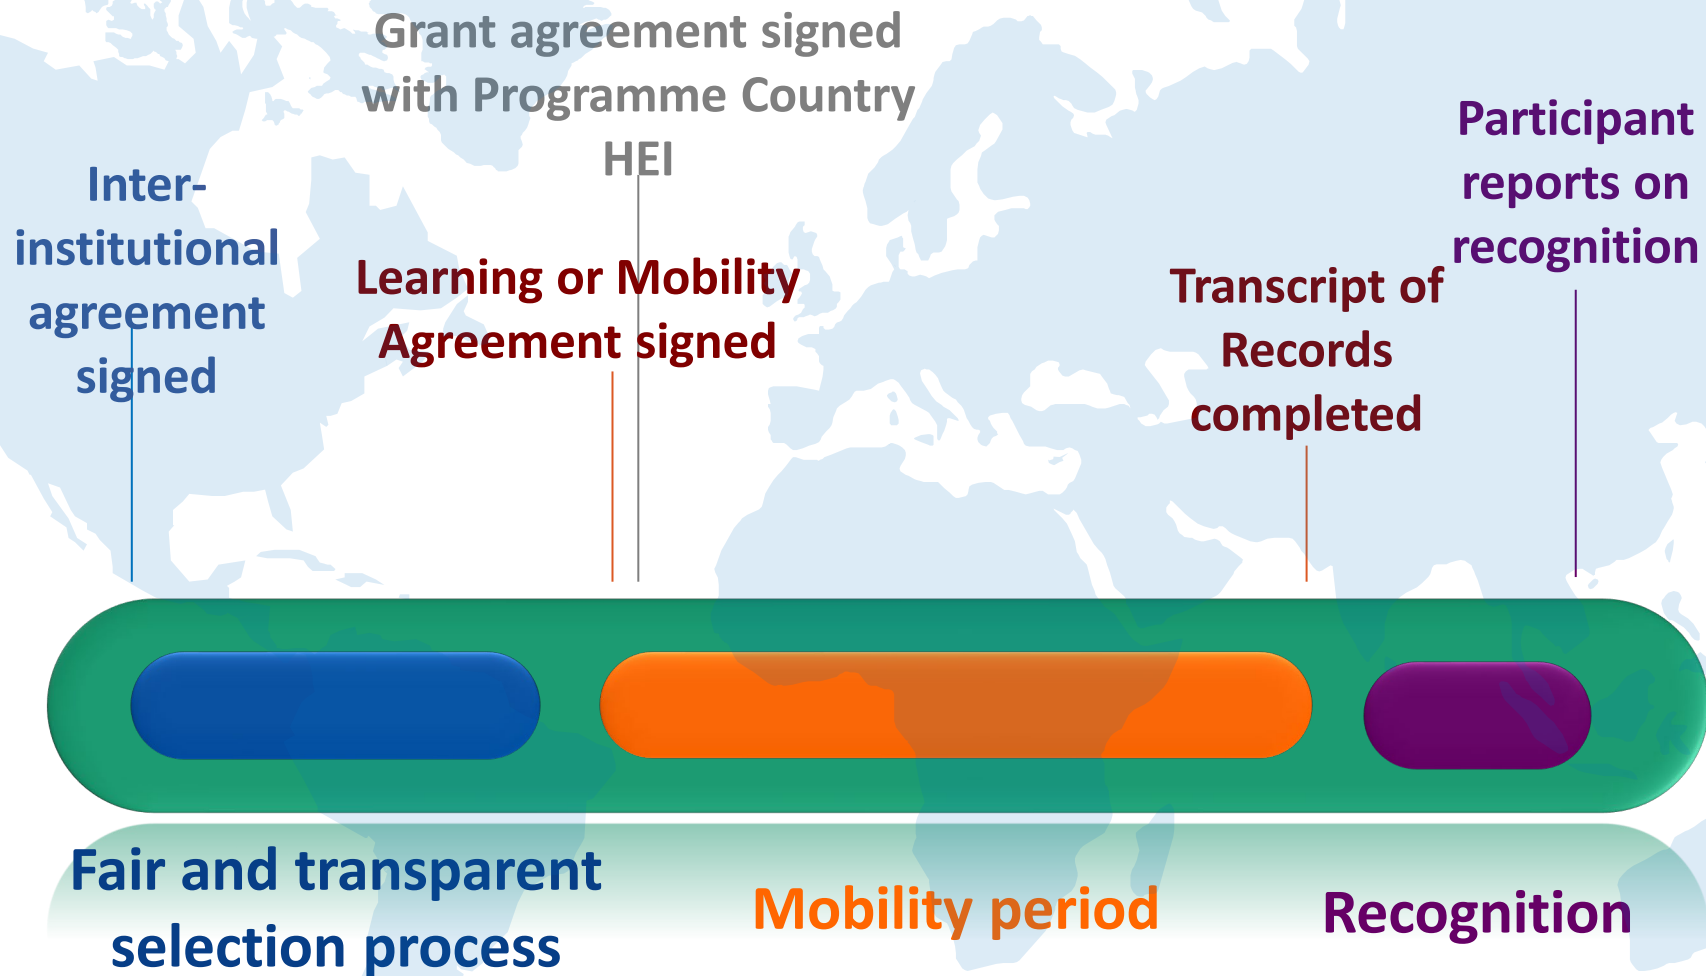 Grant agreement signed
with Programme Country
HEI
Inter-
institutional
agreement
signed
Learning or Mobility
Agreement signed
Transcript of
Records
completed
Participant
reports on
recognition
Fair and transparent
selection process
Mobility period
Recognition